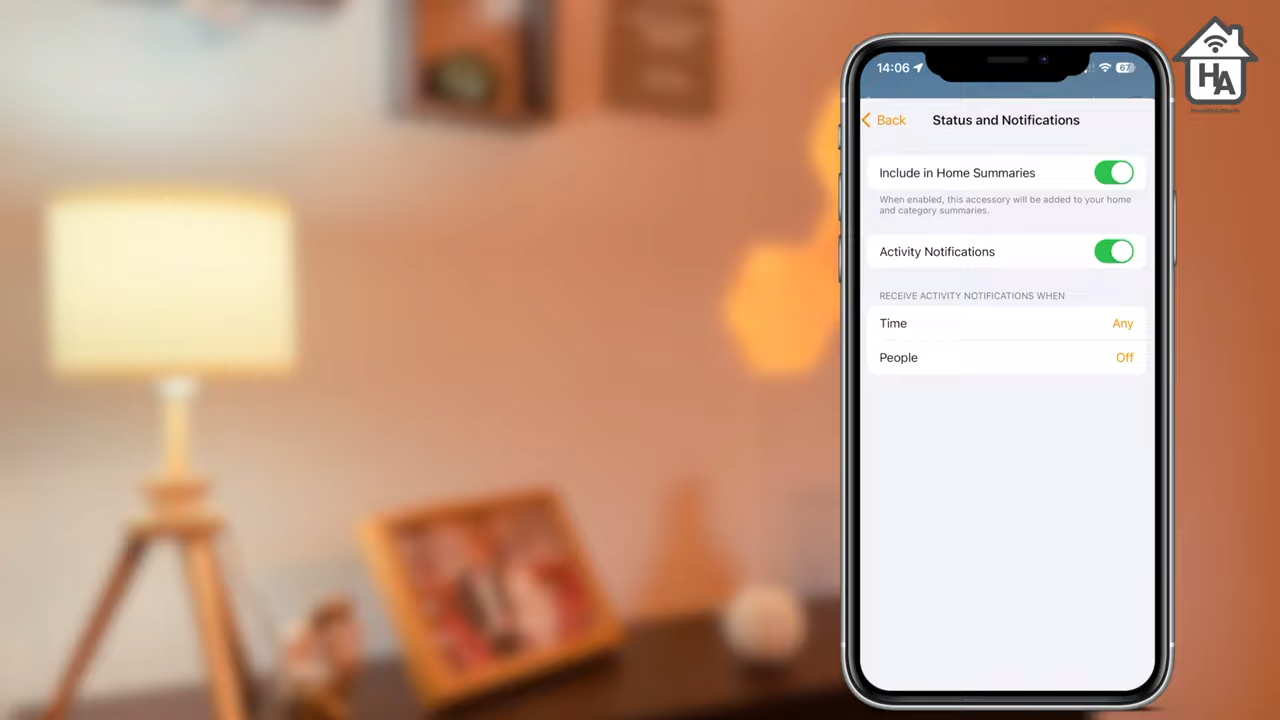 14:06
67
HA
Back
Status and Notifications
Include in Home Summaries
When enabled, this accessory will be added to your home
and category summaries.
Activity Notifications
RECEIVE ACTIVITY NOTIFICATIONS WHEN
Time
Any
People
Off